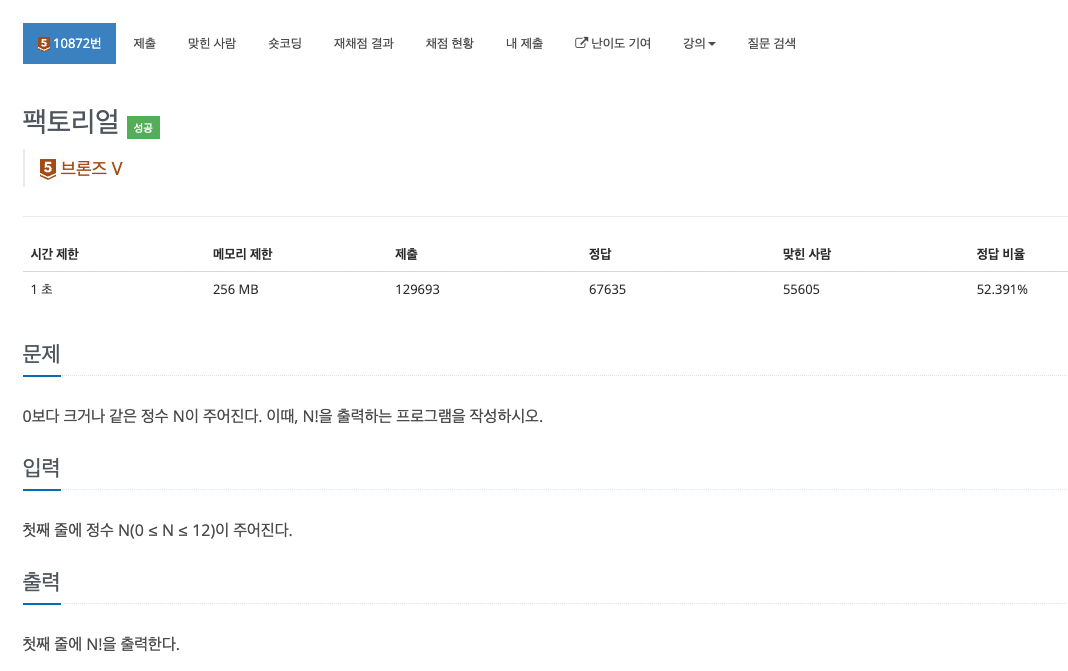 5 10872번 제출 맞힌 사람 숏코딩 재채점 결과 채점 현황 내 제출 난이도 기여 강의 질문 검색
팩토리얼 성공
5 브론즈 V
시간 제한 메모리 제한 제출 정답 맞힌 사람 정답 비율
1 초 256 MB 129693 67635 55605 52.391%
문제
0보다 크거나 같은 정수 N이 주어진다. 이때, N!을 출력하는 프로그램을 작성하시오.
입력
첫째 줄에 정수 N(0 ≤ N ≤ 12)이 주어진다.
출력
첫째 줄에 N!을 출력한다.